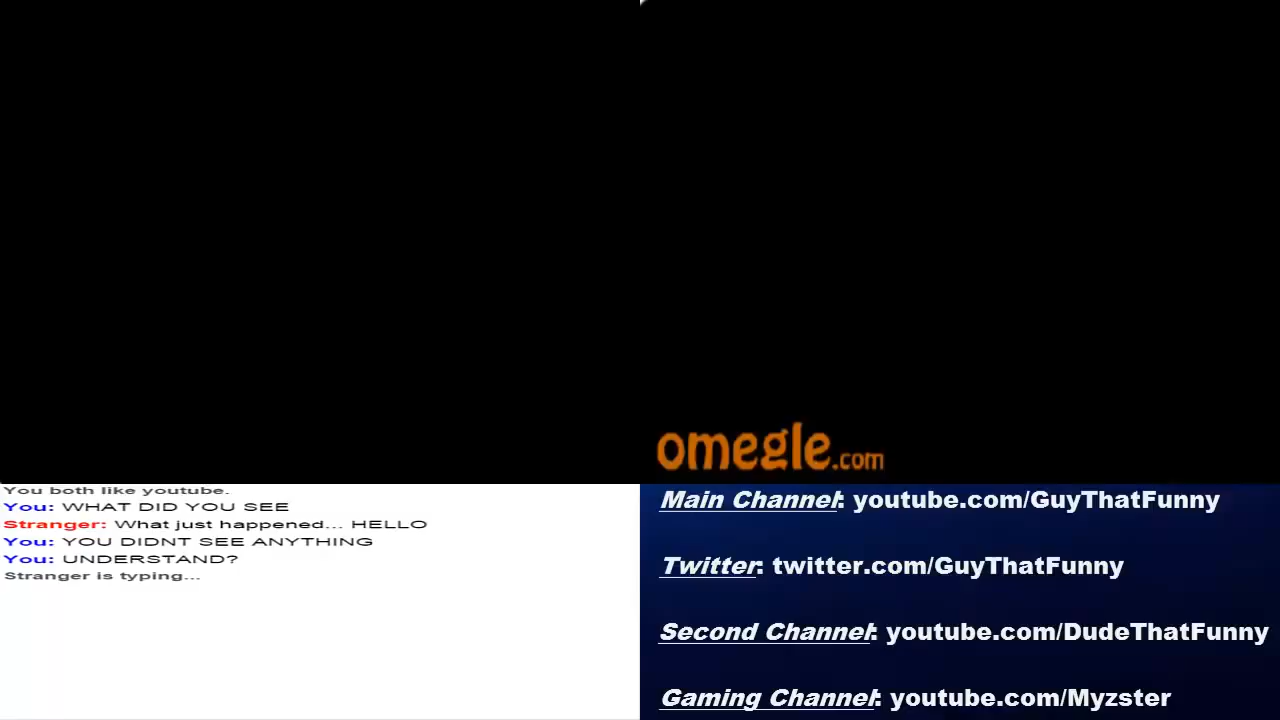 omegle.com
You both like youtube.
You: WHAT DID YOU SEE
Stranger: What just happened... HELLO
You: YOU DIDNT SEE ANYTHING
You: UNDERSTAND?
Stranger is typing...
Main Channel: youtube.com/GuyThatFunny
Twitter: twitter.com/GuyThatFunny
Second Channel: youtube.com/DudeThatFunny
Gaming Channel: youtube.com/Myzster